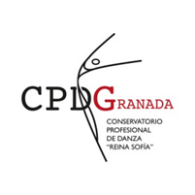 CPDGRANADA
CONSERVATORIO
PROFESIONAL
DE DANZA
"REINA SOFÍA"